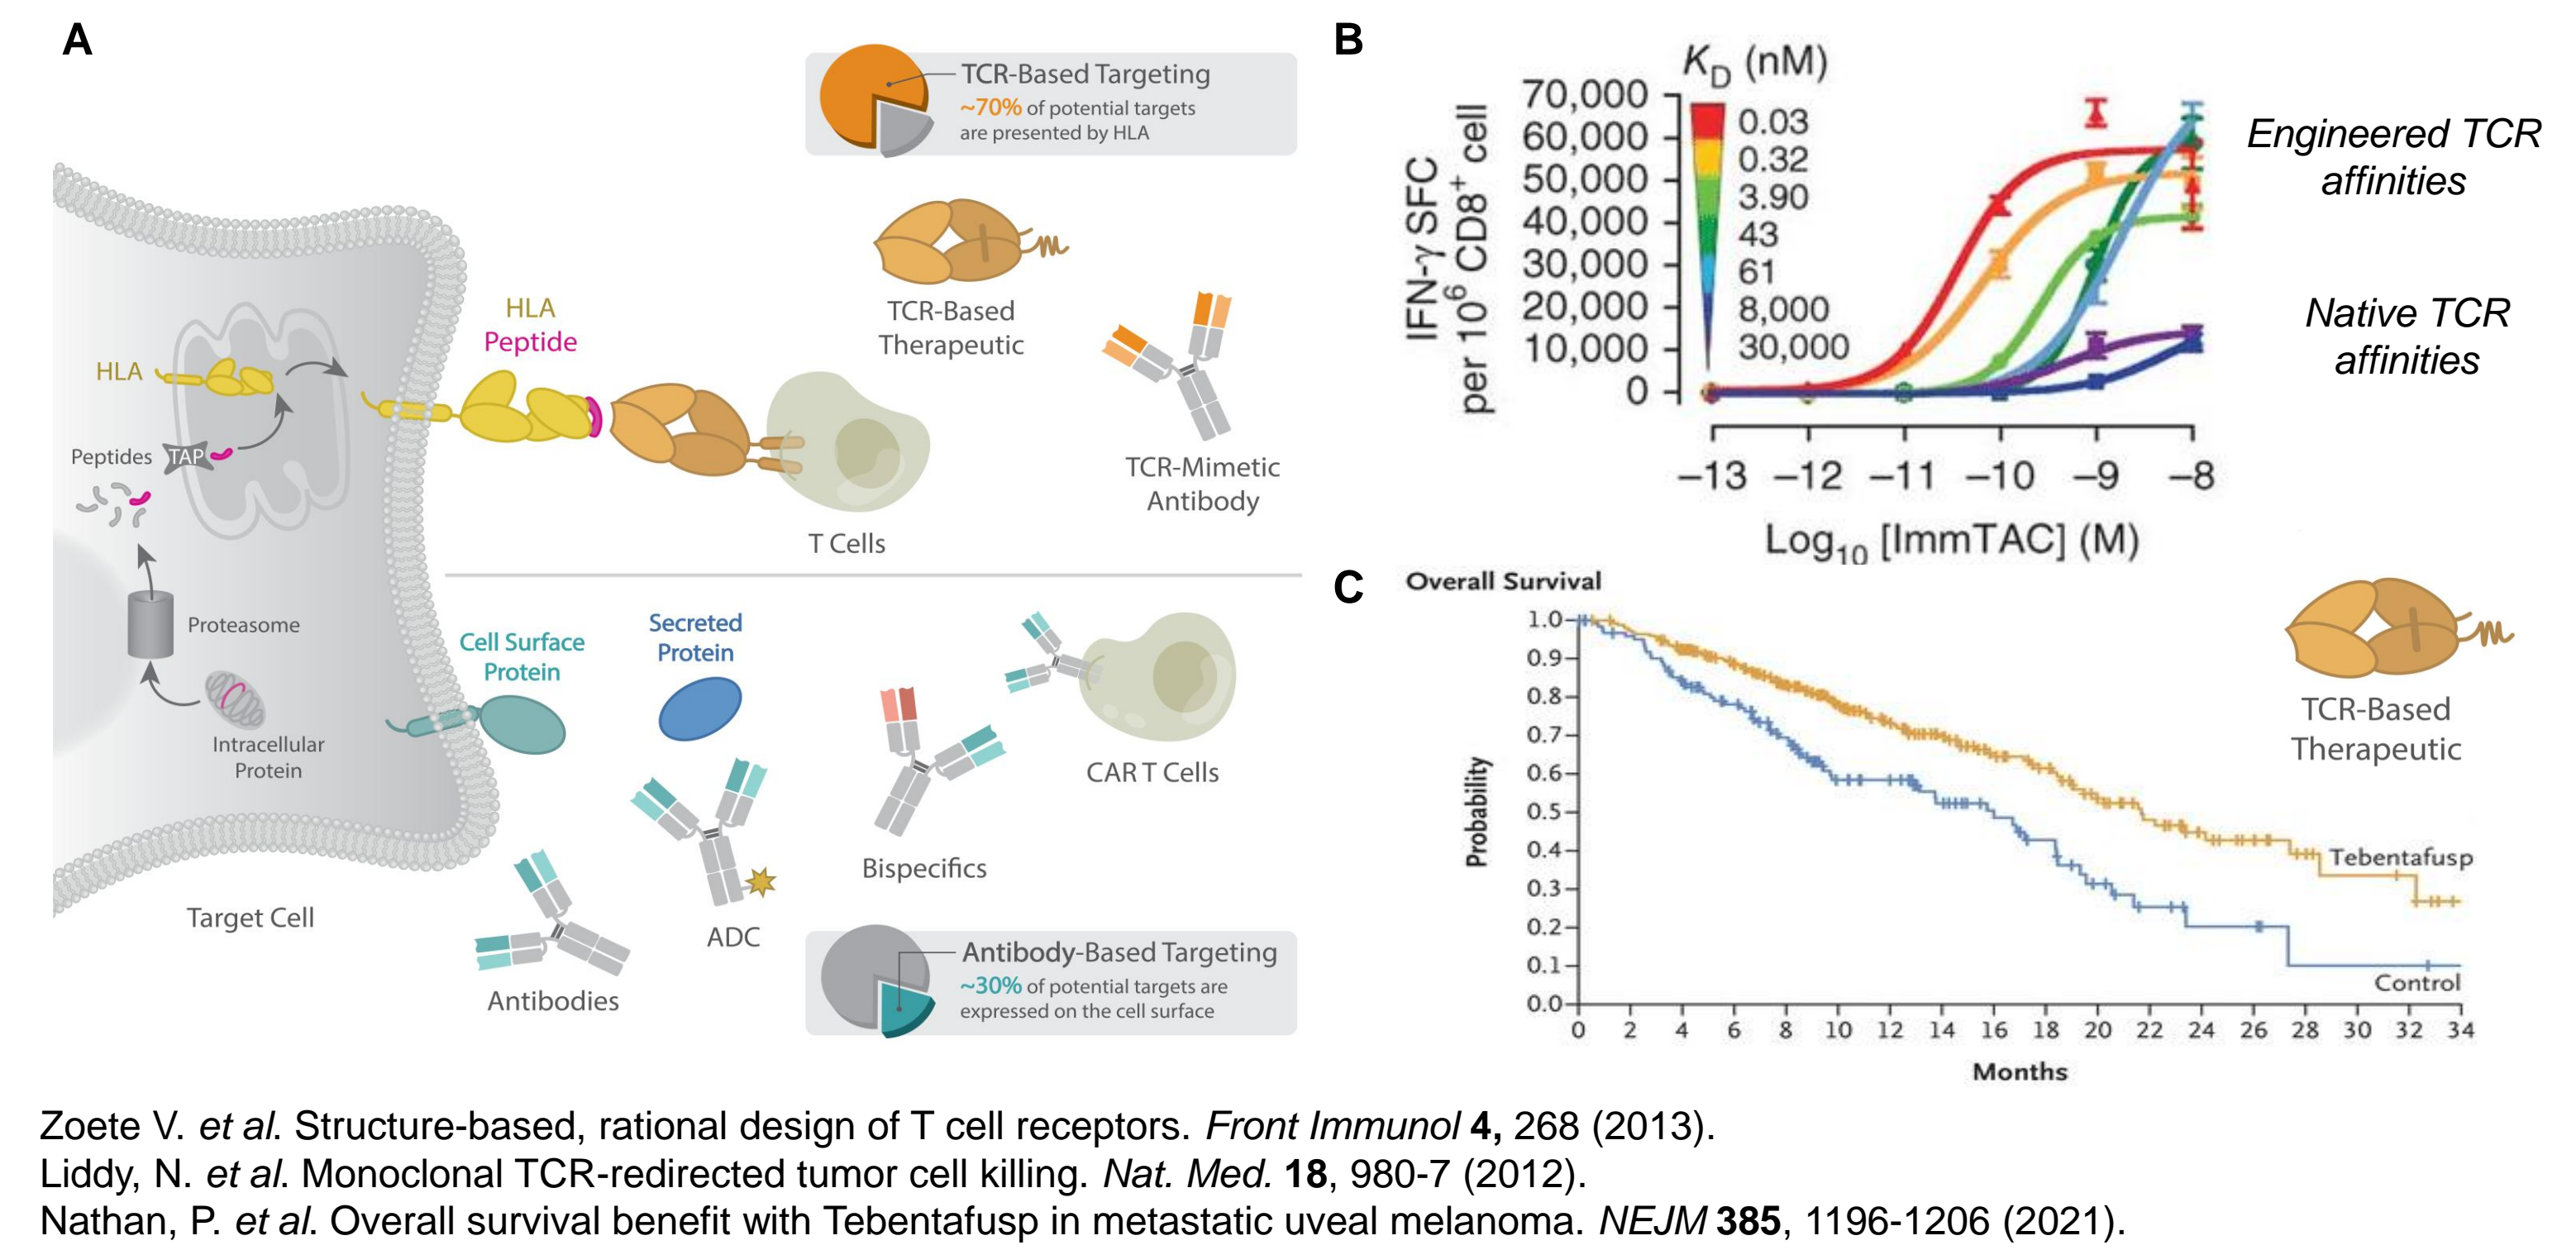 A
TCR-Based Targeting
~70% of potential targets
are presented by HLA
TCR-Based
Therapeutic
TCR-Mimetic
Antibody
HLA
Peptide
HLA
Peptides
TAP
T Cells
Proteasome
Intracellular
Protein
Target Cell
Cell Surface
Protein
Secreted
Protein
CAR T Cells
Bispecifics
ADC
Antibodies
Antibody-Based Targeting
~30% of potential targets are
expressed on the cell surface
B
KD (nM)
0.03
0.32
3.90
43
61
8,000
30,000
IFN-γ SFC
per 10⁶ CD8⁺ cell
70,000
60,000
50,000
40,000
30,000
20,000
10,000
0
−13 −12 −11 −10 −9 −8
Log₁₀ [ImmTAC] (M)
Engineered TCR
affinities
Native TCR
affinities
C
Overall Survival
Probability
1.0
0.9
0.8
0.7
0.6
0.5
0.4
0.3
0.2
0.1
0.0
0 2 4 6 8 10 12 14 16 18 20 22 24 26 28 30 32 34
Months
Tebentafusp
Control
TCR-Based
Therapeutic
Zoete V. et al. Structure-based, rational design of T cell receptors. Front Immunol 4, 268 (2013).
Liddy, N. et al. Monoclonal TCR-redirected tumor cell killing. Nat. Med. 18, 980-7 (2012).
Nathan, P. et al. Overall survival benefit with Tebentafusp in metastatic uveal melanoma. NEJM 385, 1196-1206 (2021).